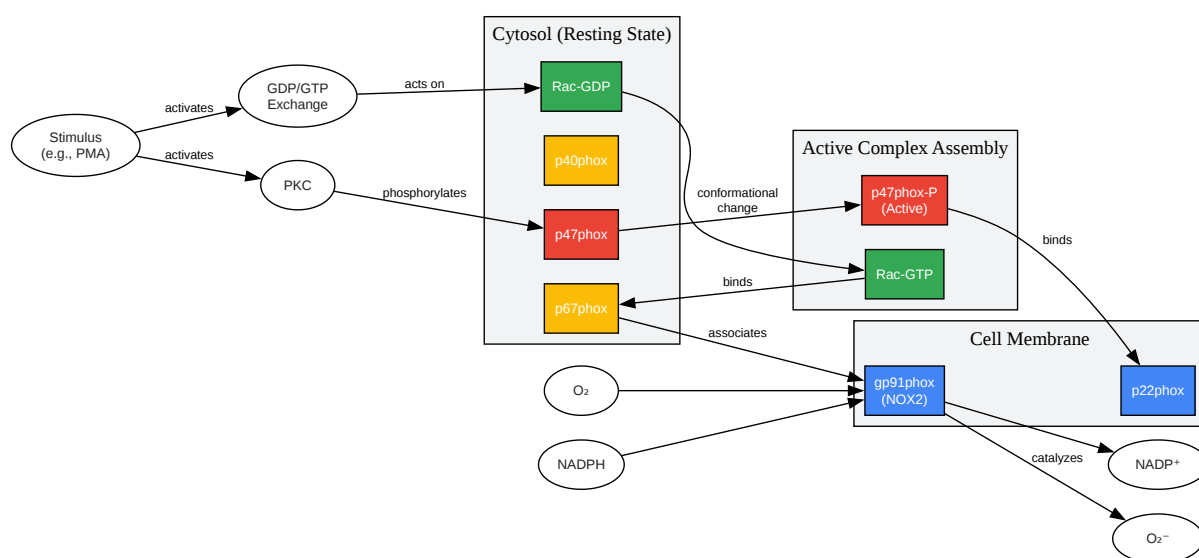 Cytosol (Resting State)
Rac-GDP
p40phox
p47phox
p67phox
Stimulus
(e.g., PMA)
activates
activates
GDP/GTP
Exchange
PKC
acts on
phosphorylates
conformational
change
Active Complex Assembly
p47phox-P
(Active)
Rac-GTP
binds
binds
associates
Cell Membrane
gp91phox
(NOX2)
p22phox
O₂
NADPH
catalyzes
NADP⁺
O₂⁻